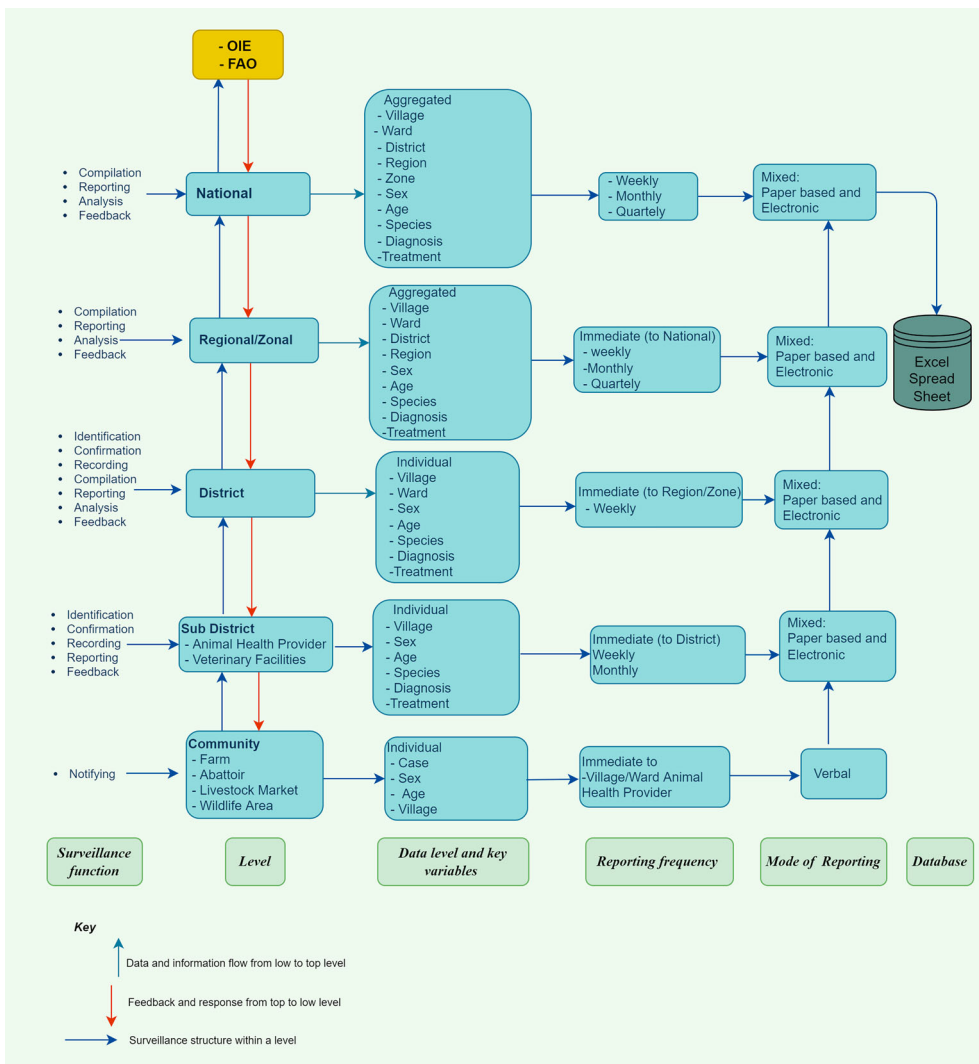 - OIE
- FAO
• Compilation
• Reporting
• Analysis
• Feedback
National
Aggregated
- Village
- Ward
- District
- Region
- Zone
- Sex
- Age
- Species
- Diagnosis
-Treatment
- Weekly
- Monthly
- Quartely
Mixed:
Paper based and
Electronic
• Compilation
• Reporting
• Analysis
• Feedback
Regional/Zonal
Aggregated
- Village
- Ward
- District
- Region
- Sex
- Age
- Species
- Diagnosis
-Treatment
Immediate (to National)
- weekly
-Monthly
- Quartely
Mixed:
Paper based and
Electronic
Excel
Spread
Sheet
• Identification
• Confirmation
• Recording
• Compilation
• Reporting
• Analysis
• Feedback
District
Individual
- Village
- Ward
- Sex
- Age
- Species
- Diagnosis
-Treatment
Immediate (to Region/Zone)
- Weekly
Mixed:
Paper based and
Electronic
• Identification
• Confirmation
• Recording
• Reporting
• Feedback
Sub District
- Animal Health Provider
- Veterinary Facilities
Individual
- Village
- Sex
- Age
- Species
- Diagnosis
-Treatment
Immediate (to District)
Weekly
Monthly
Mixed:
Paper based and
Electronic
• Notifying
Community
- Farm
- Abattoir
- Livestock Market
- Wildlife Area
Individual
- Case
- Sex
- Age
- Village
Immediate to
-Village/Ward Animal
Health Provider
Verbal
Surveillance
function
Level
Data level and key
variables
Reporting frequency
Mode of Reporting
Database
Key
Data and information flow from low to top level
Feedback and response from top to low level
Surveillance structure within a level